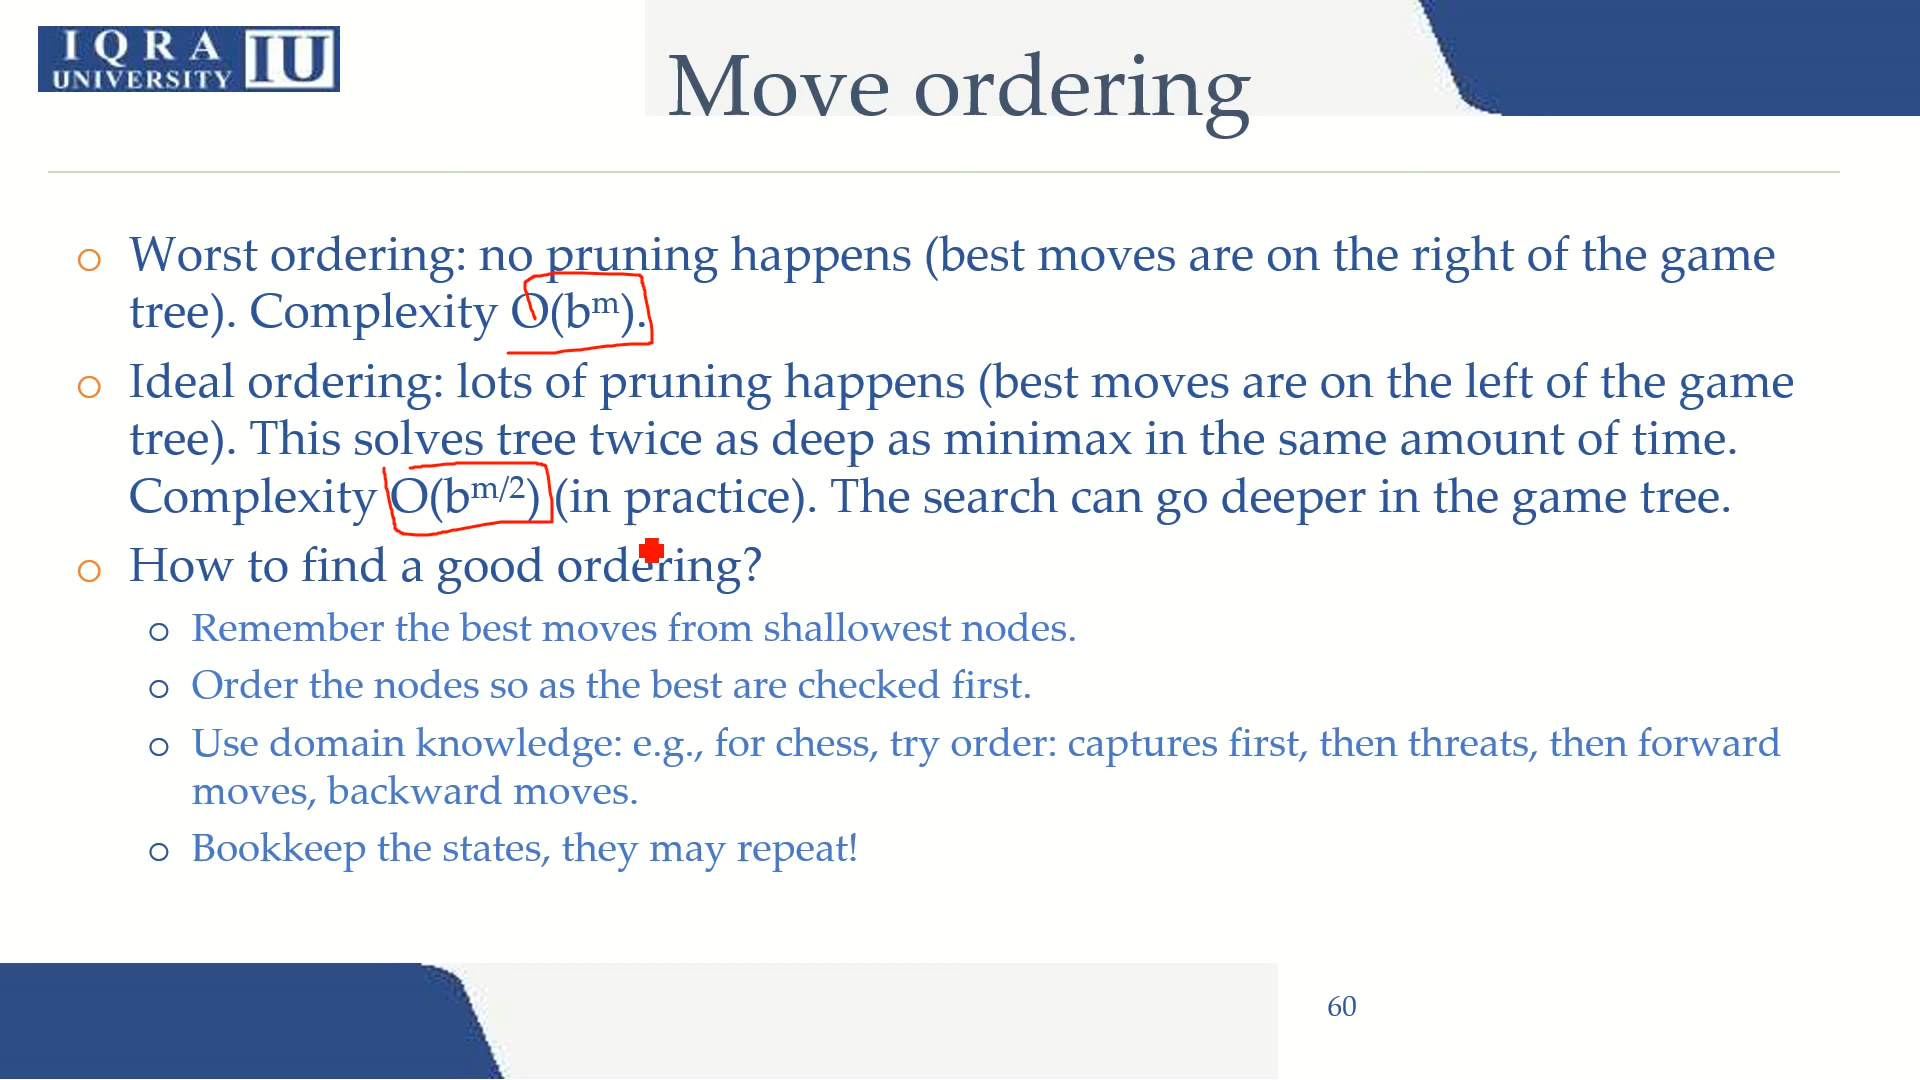 IQRA
UNIVERSITY IU
Move ordering
o Worst ordering: no pruning happens (best moves are on the right of the game
tree). Complexity O(bᵐ).
o Ideal ordering: lots of pruning happens (best moves are on the left of the game
tree). This solves tree twice as deep as minimax in the same amount of time.
Complexity O(bᵐ/²) (in practice). The search can go deeper in the game tree.
o How to find a good ordering?
o Remember the best moves from shallowest nodes.
o Order the nodes so as the best are checked first.
o Use domain knowledge: e.g., for chess, try order: captures first, then threats, then forward
moves, backward moves.
o Bookkeep the states, they may repeat!
60